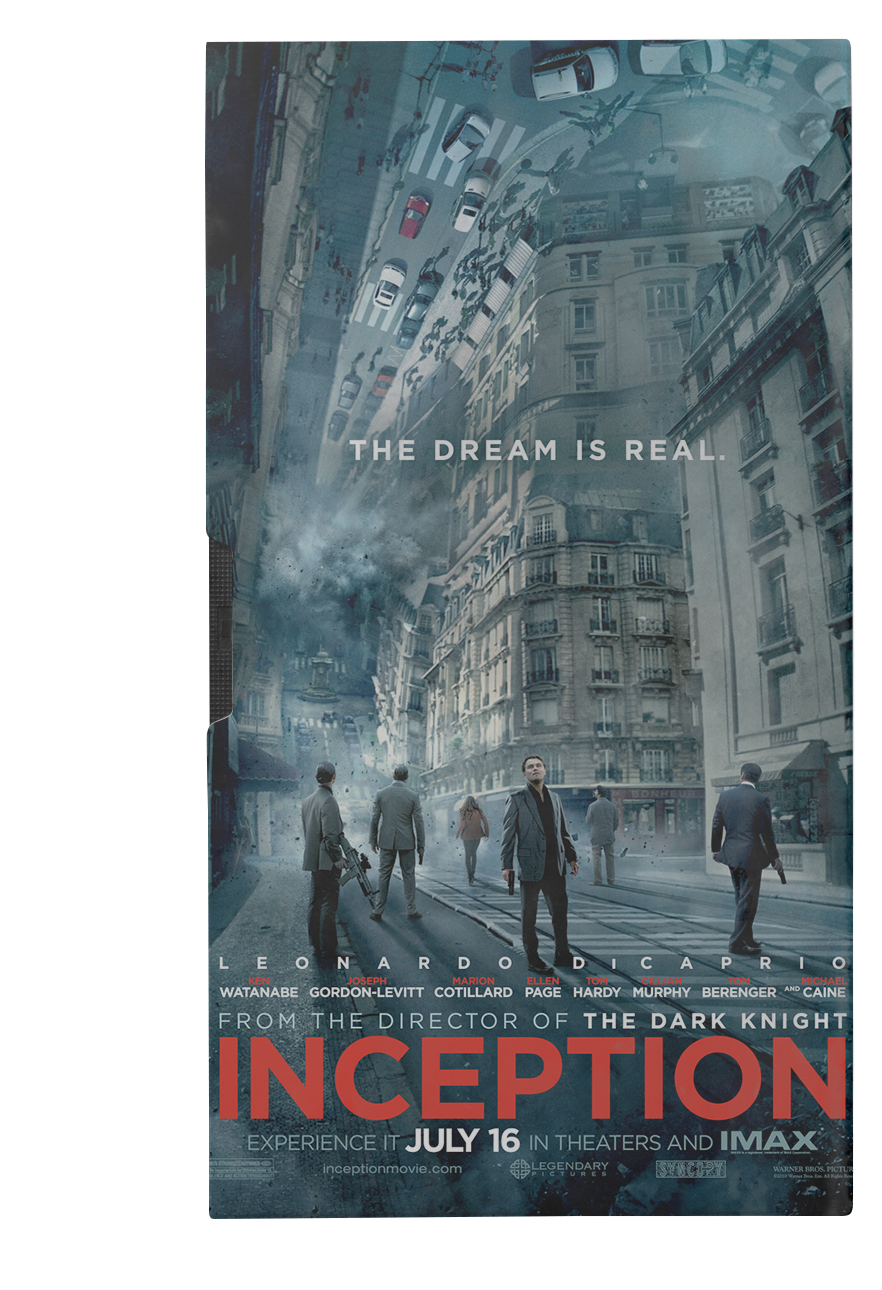 THE DREAM IS REAL.
BONHEUR
LEONARDO DiCAPRIO
KEN WATANABE JOSEPH GORDON-LEVITT MARION COTILLARD ELLEN PAGE TOM HARDY CILLIAN MURPHY TOM BERENGER AND MICHAEL CAINE
FROM THE DIRECTOR OF THE DARK KNIGHT
INCEPTION
EXPERIENCE IT JULY 16 IN THEATERS AND IMAX
inceptionmovie.com
LEGENDARY
PICTURES
SYNCOPY
WARNER BROS. PICTUR